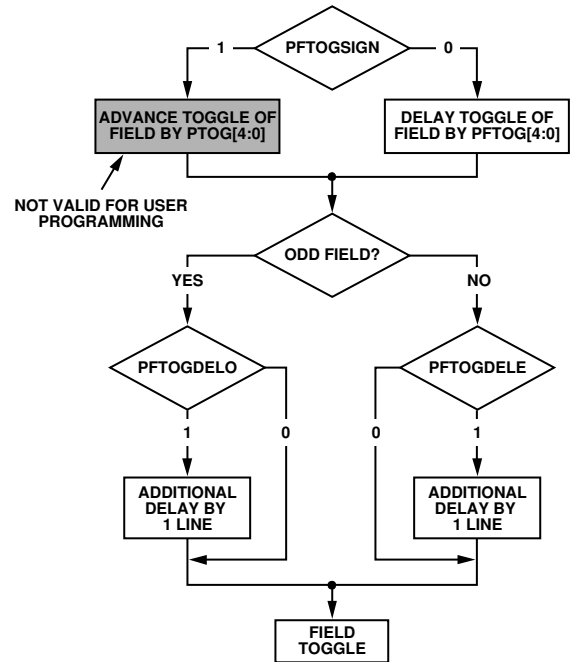 PFTOGSIGN
1
0
ADVANCE TOGGLE OF
FIELD BY PTOG[4:0]
DELAY TOGGLE OF
FIELD BY PFTOG[4:0]
NOT VALID FOR USER
PROGRAMMING
ODD FIELD?
YES
NO
PFTOGDELO
PFTOGDELE
1
0
0
1
ADDITIONAL
DELAY BY
1 LINE
ADDITIONAL
DELAY BY
1 LINE
FIELD
TOGGLE